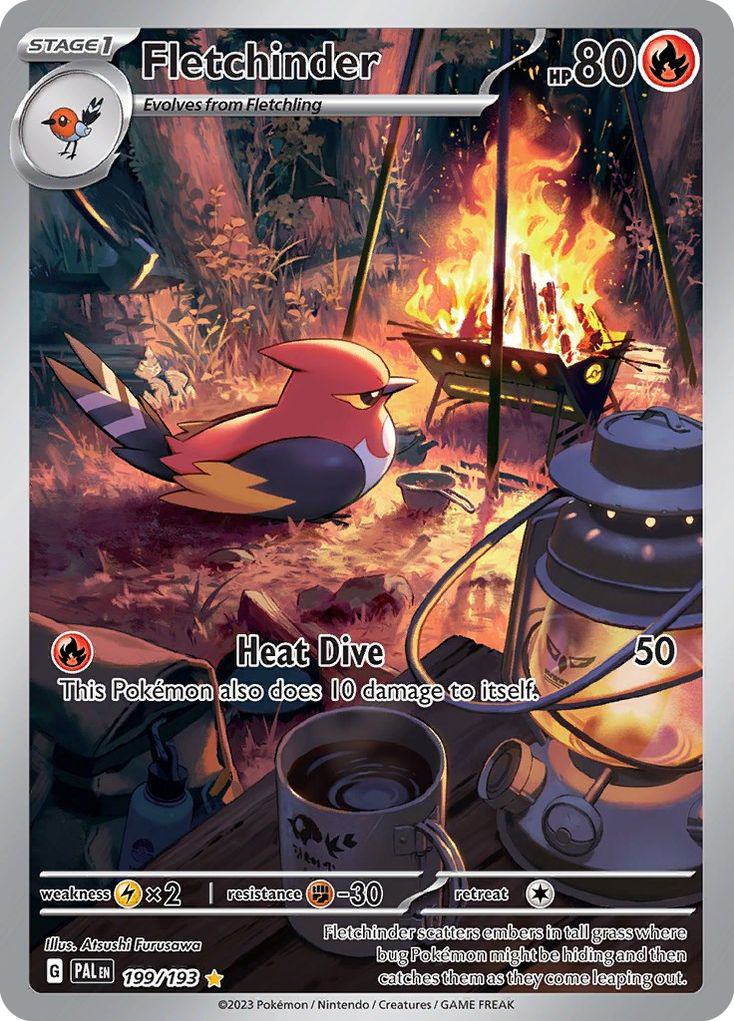 STAGE1
Fletchinder
HP80
Evolves from Fletchling
Heat Dive 50
This Pokémon also does 10 damage to itself.
weakness ×2 resistance -30 retreat
Illus. Atsushi Furusawa
Fletchinder scatters embers in tall grass where
bug Pokémon might be hiding and then
catches them as they come leaping out.
G PAL EN 199/193
©2023 Pokémon / Nintendo / Creatures / GAME FREAK